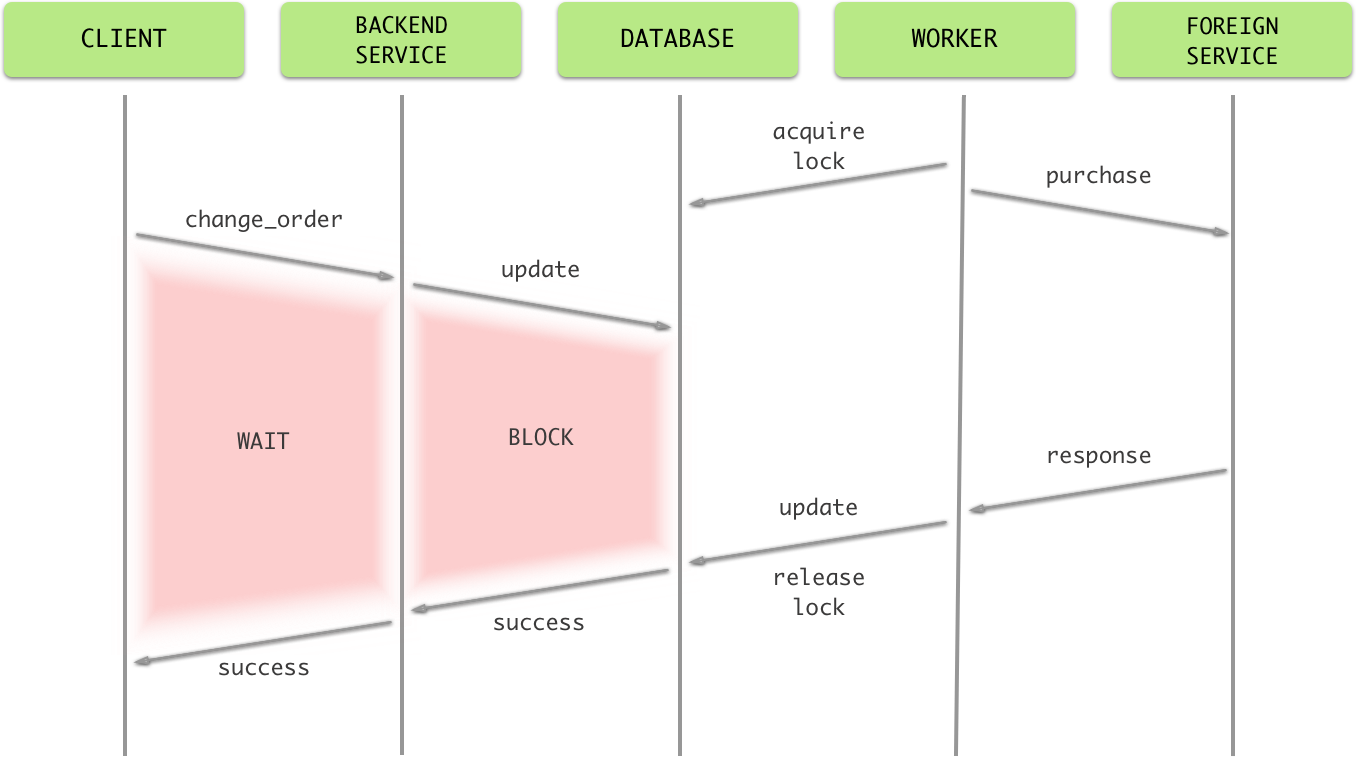 CLIENT
BACKEND
SERVICE
DATABASE
WORKER
FOREIGN
SERVICE
acquire
lock
purchase
change_order
update
WAIT
BLOCK
response
update
release
lock
success
success